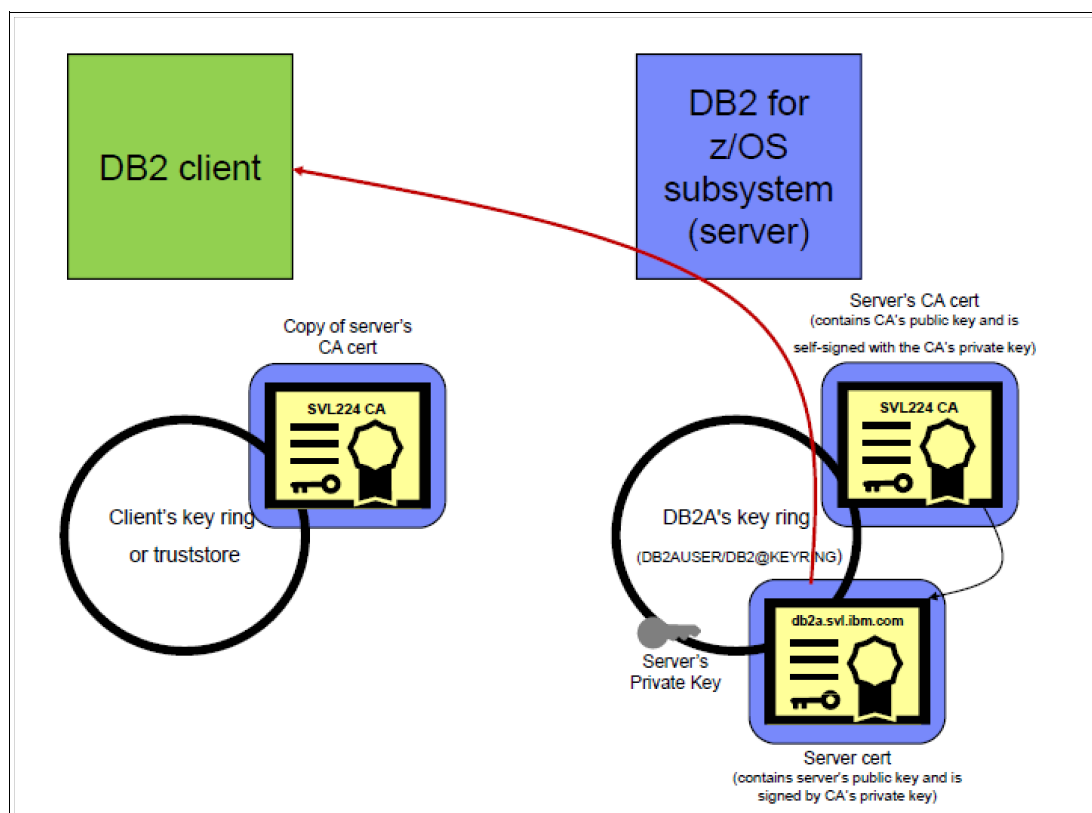 DB2 client
DB2 for
z/OS
subsystem
(server)
Copy of server's
CA cert
SVL224 CA
Client's key ring
or truststore
Server's CA cert
(contains CA's public key and is
self-signed with the CA's private key)
SVL224 CA
DB2A's key ring
(DB2AUSER/DB2@KEYRING)
Server's
Private Key
db2a.svl.ibm.com
Server cert
(contains server's public key and is
signed by CA's private key)